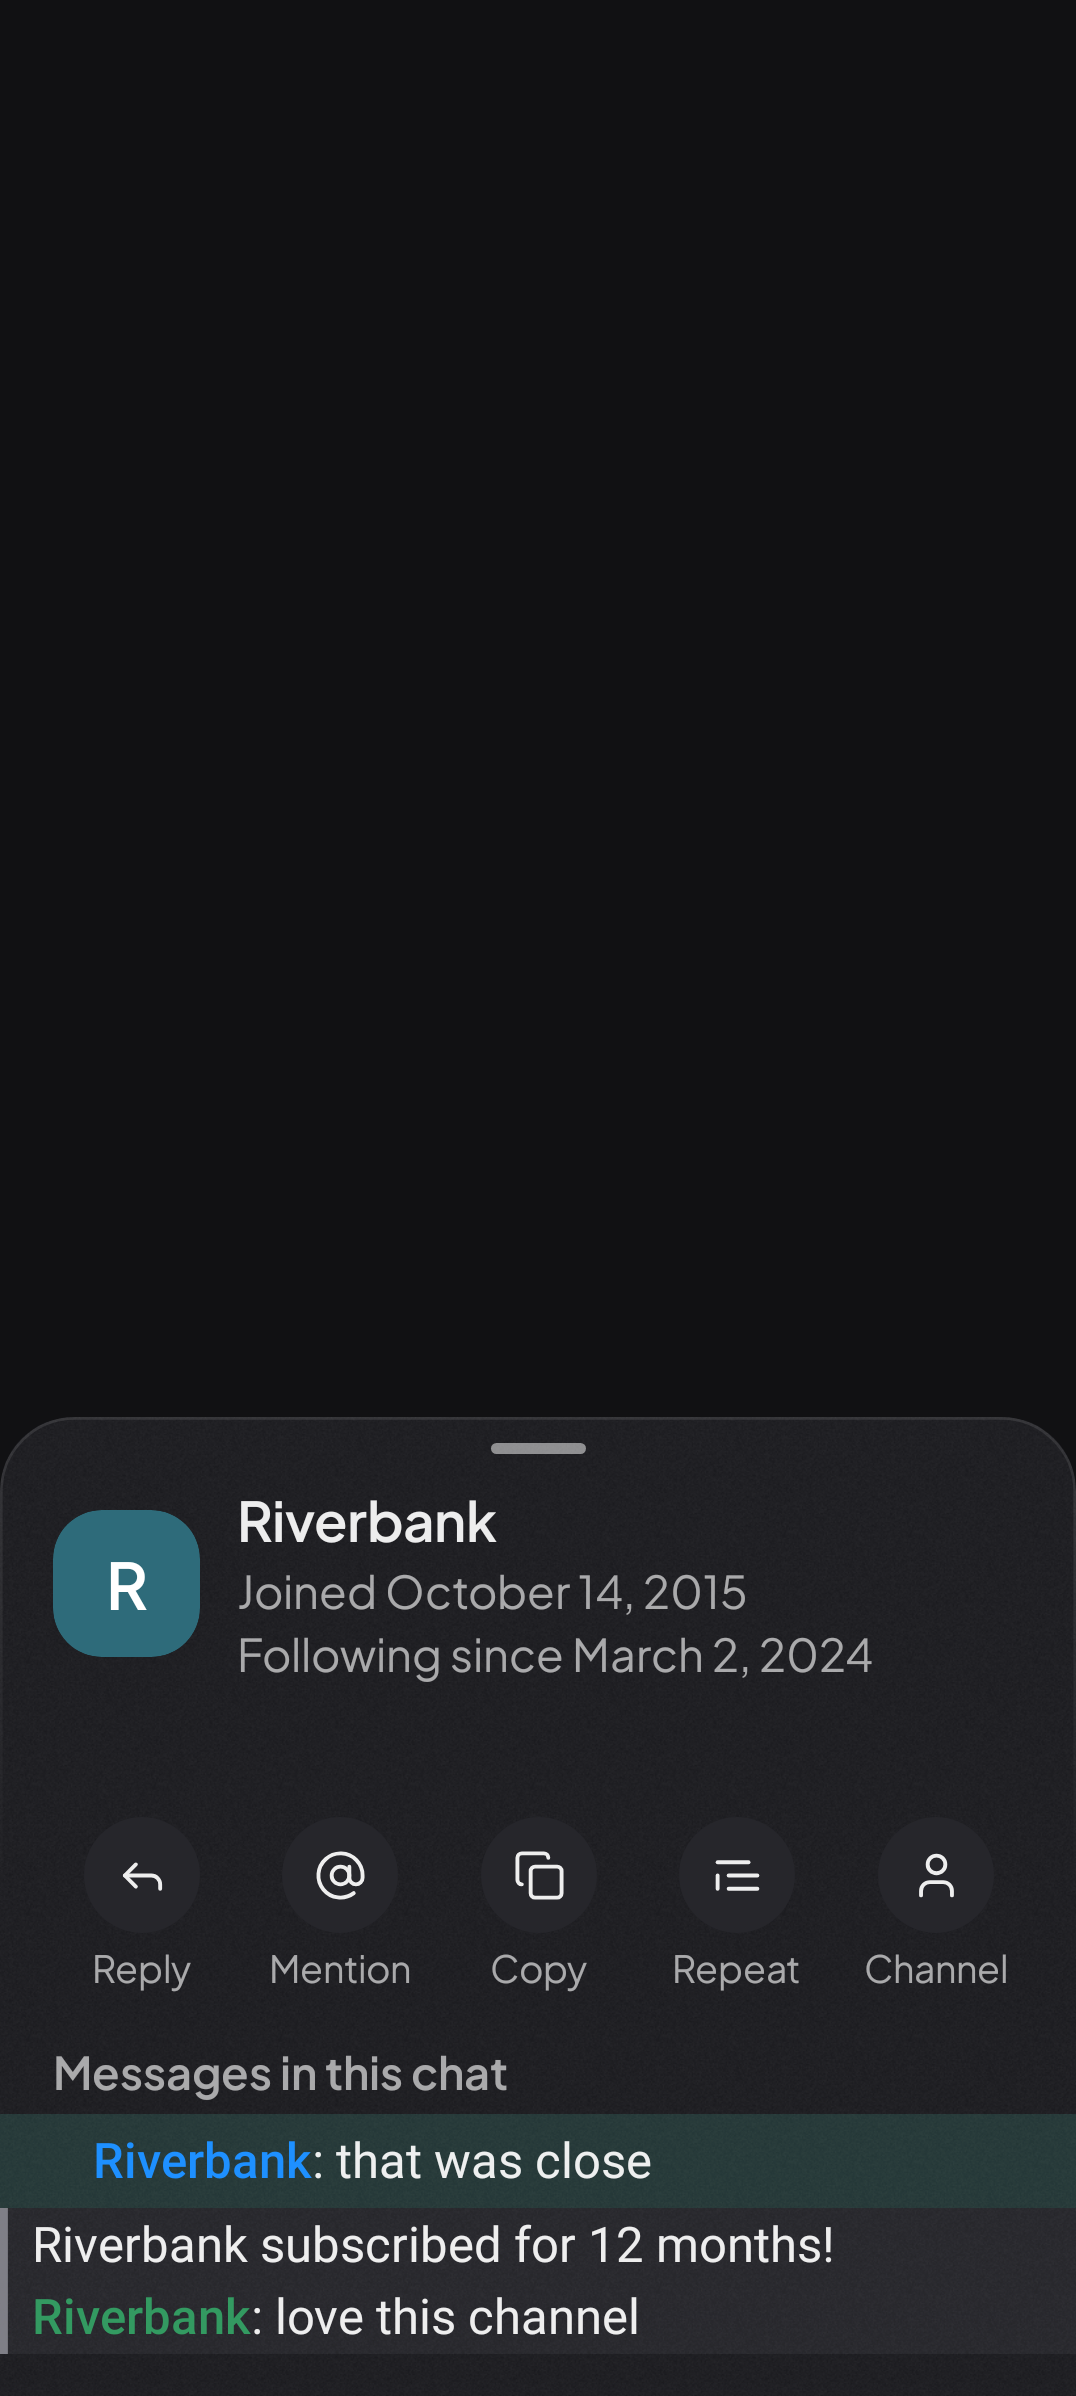 R
Riverbank
Joined October 14, 2015
Following since March 2, 2024
Reply
Mention
Copy
Repeat
Channel
Messages in this chat
Riverbank: that was close
Riverbank subscribed for 12 months!
Riverbank: love this channel